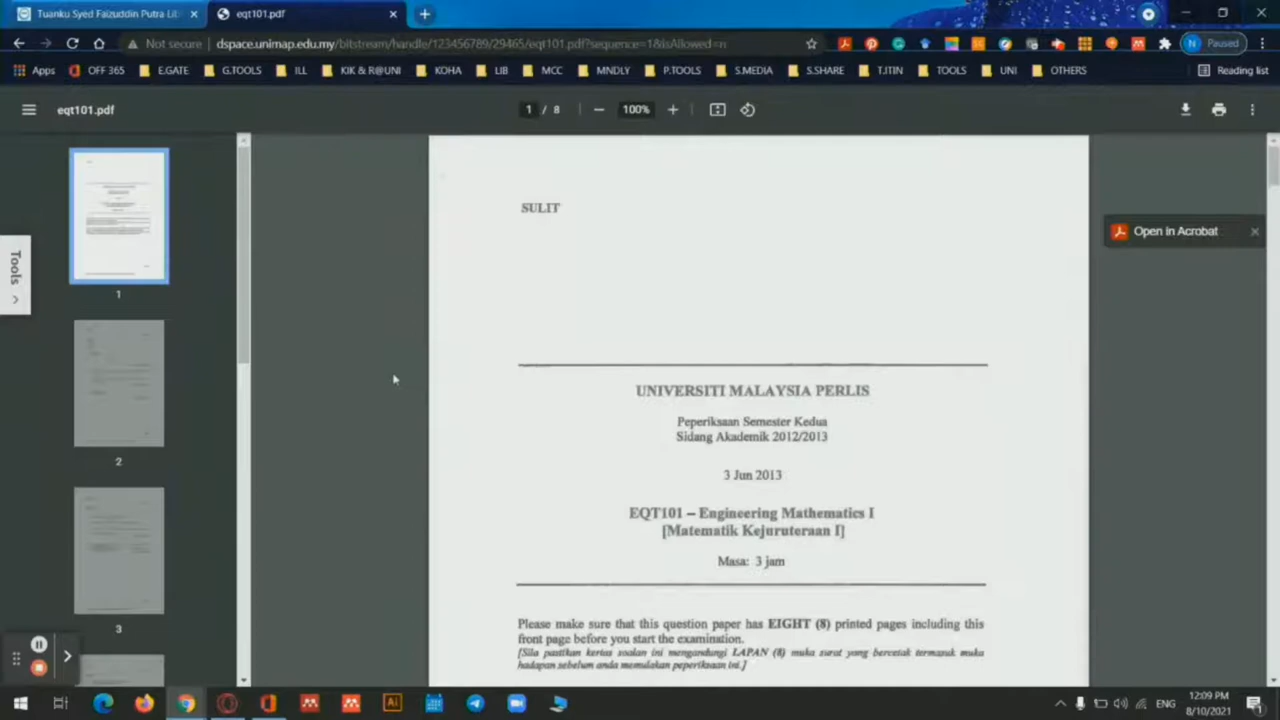 Tuanku Syed Faizuddin Putra Lib
eqt101.pdf
Not secure
dspace.unimap.edu.my/bitstream/handle/123456789/29465/eqt101.pdf?sequence=1&isAllowed=n
N Paused
Apps
OFF 365
E.GATE
G.TOOLS
ILL
KIK & R@UNI
KOHA
LIB
MCC
MNDLY
P.TOOLS
S.MEDIA
S.SHARE
T.ITIN
TOOLS
UNI
OTHERS
Reading list
eqt101.pdf
1 / 8
100%
Open in Acrobat
Tools
1
2
3
SULIT
UNIVERSITI MALAYSIA PERLIS
Peperiksaan Semester Kedua
Sidang Akademik 2012/2013
3 Jun 2013
EQT101 – Engineering Mathematics I
[Matematik Kejuruteraan I]
Masa: 3 jam
Please make sure that this question paper has EIGHT (8) printed pages including this
front page before you start the examination.
[Sila pastikan kertas soalan ini mengandungi LAPAN (8) muka surat yang bercetak termasuk muka
hadapan sebelum anda memulakan peperiksaan ini.]
Ai
ENG
12:09 PM
8/10/2021
1